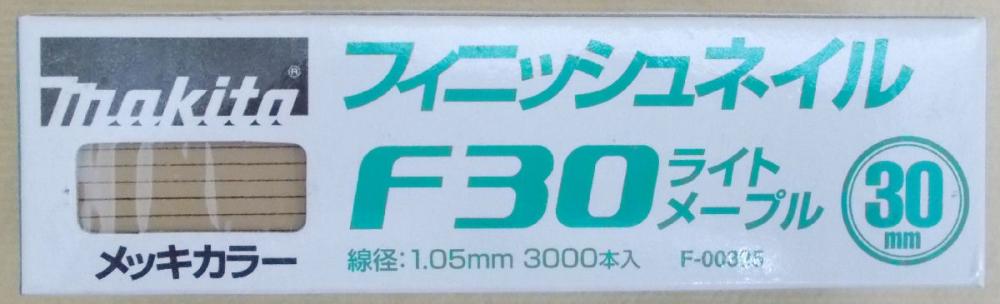 makita®
メッキカラー
フィニッシュネイル
F30
ライト
メープル
30
mm
線径:1.05mm 3000本入